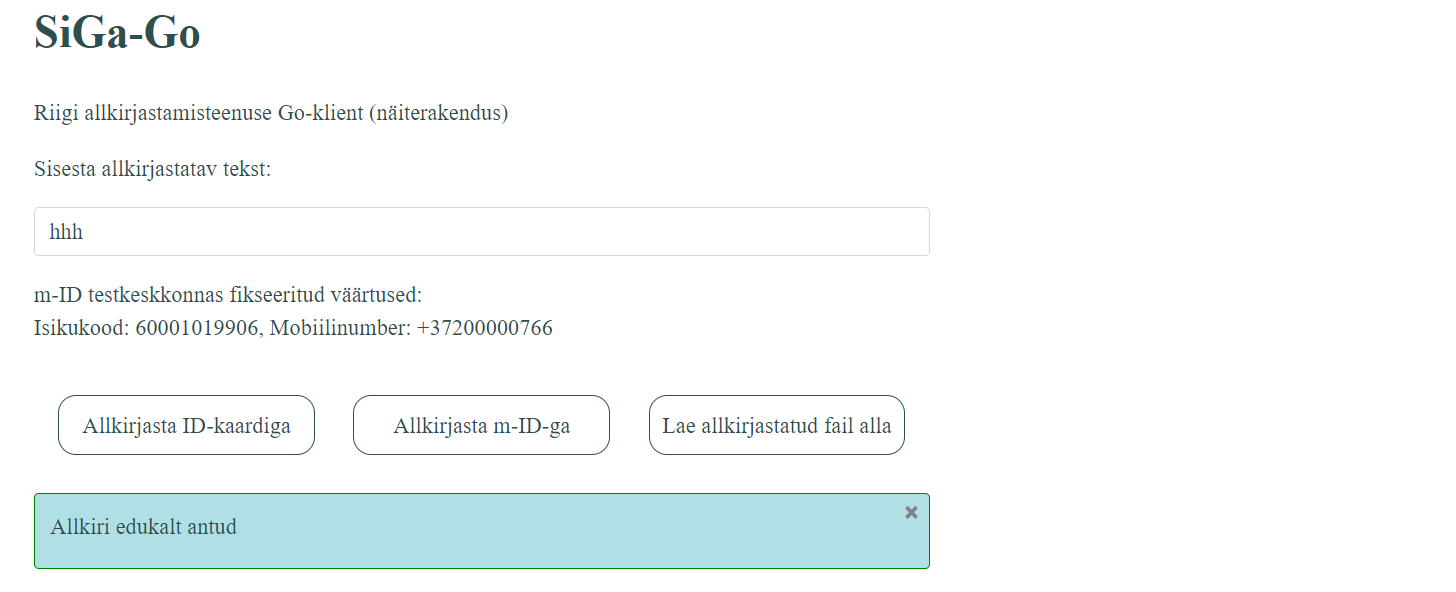 SiGa-Go
Riigi allkirjastamisteenuse Go-klient (näiterakendus)
Sisesta allkirjastatav tekst:
hhh
m-ID testkeskkonnas fikseeritud väärtused:
Isikukood: 60001019906, Mobiilinumber: +37200000766
Allkirjasta ID-kaardiga
Allkirjasta m-ID-ga
Lae allkirjastatud fail alla
Allkiri edukalt antud